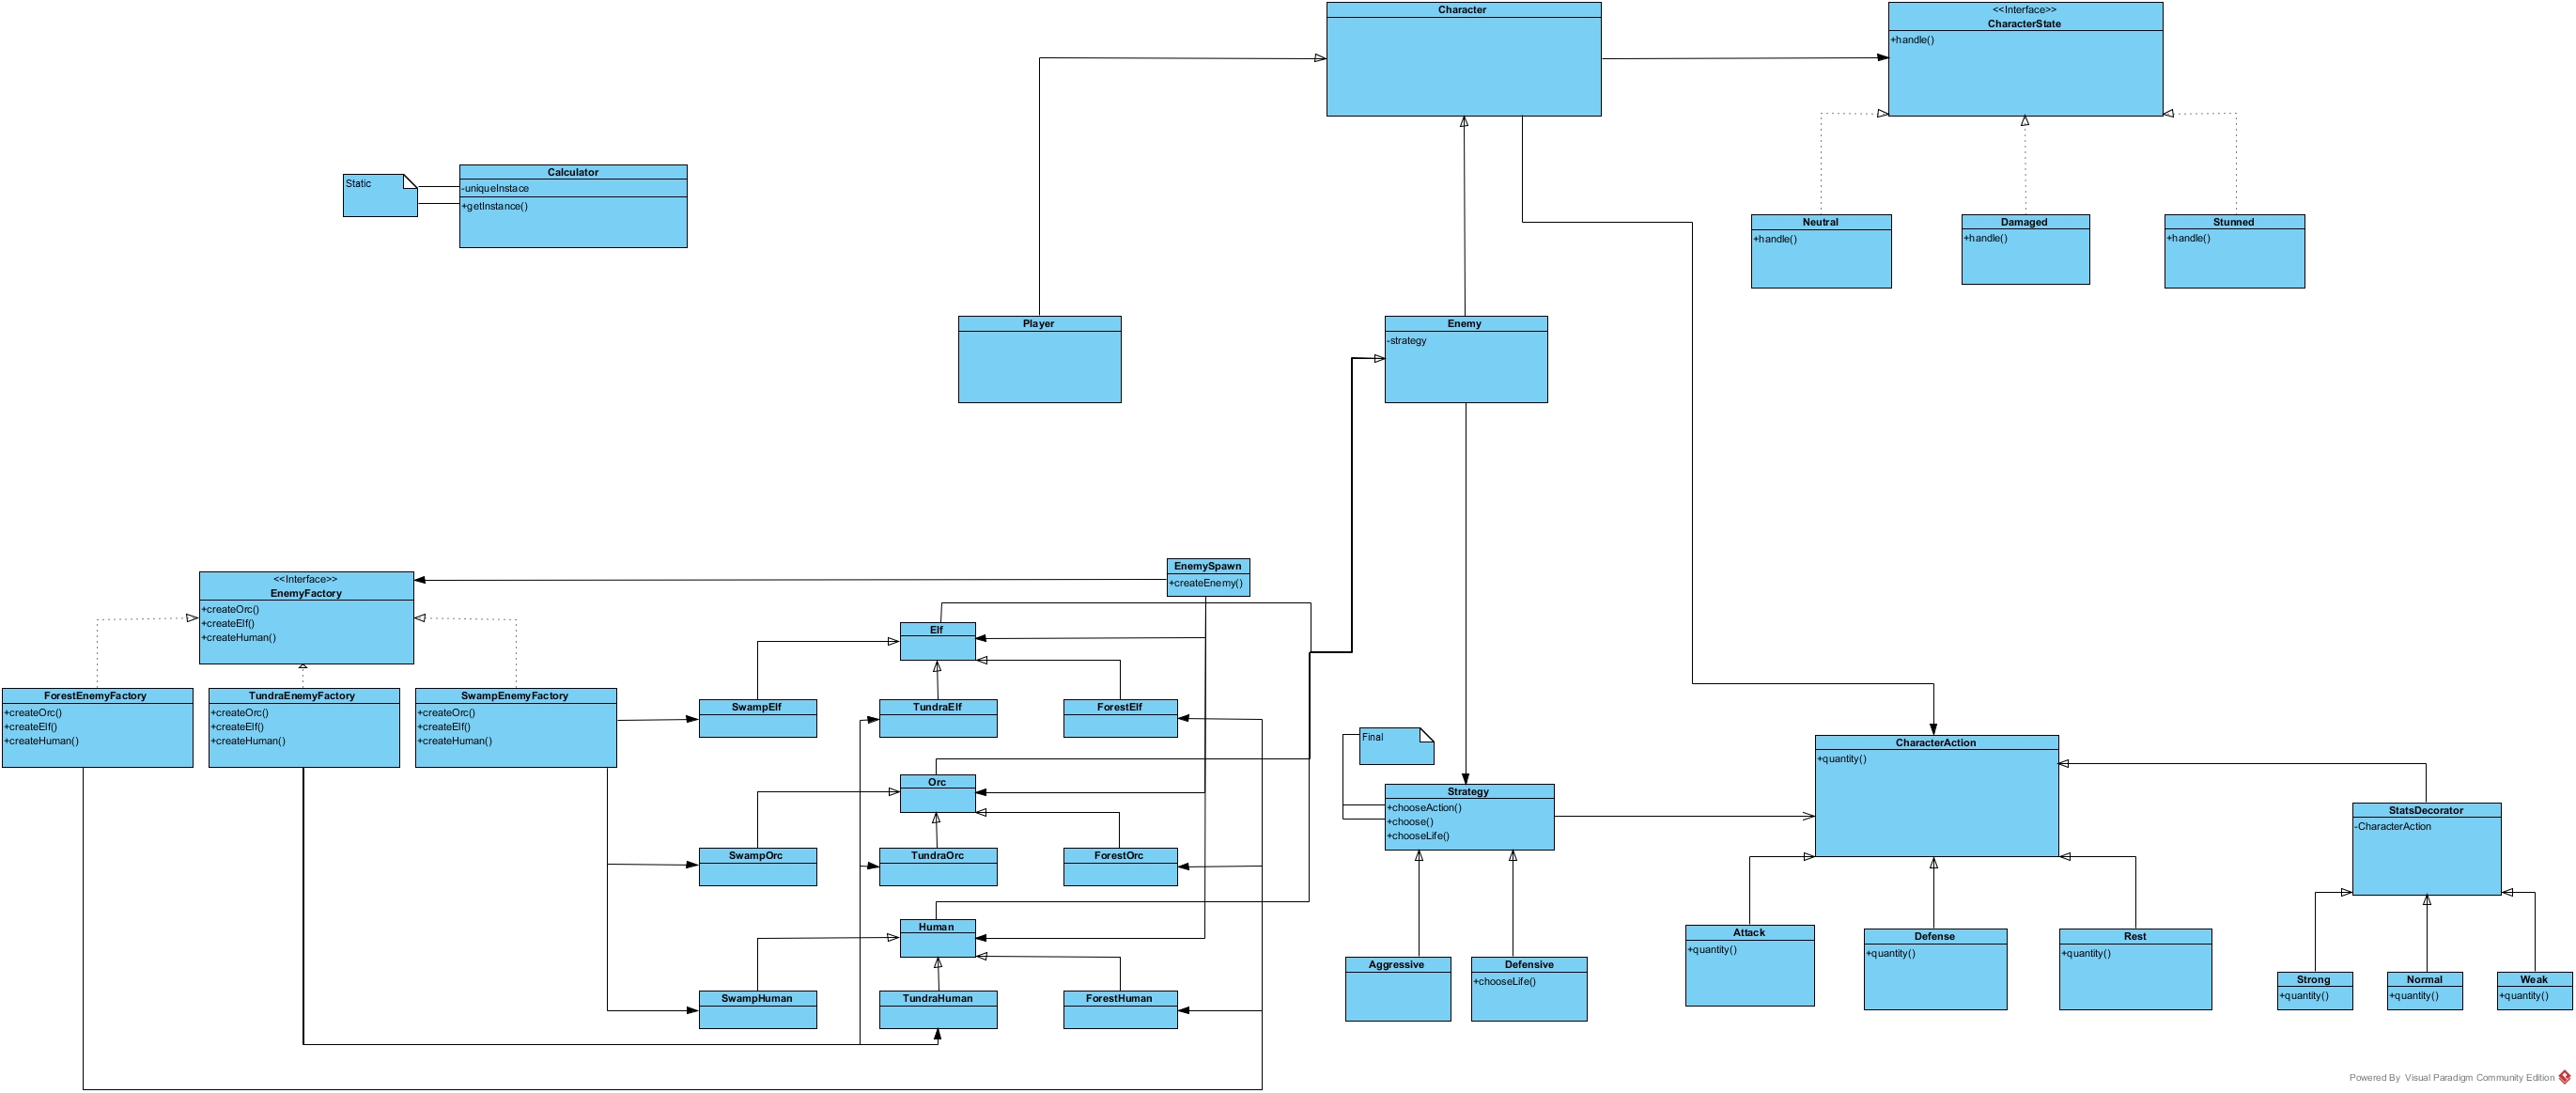 Character
<<Interface>>
CharacterState
+handle()
Static
Calculator
-uniqueInstace
+getInstance()
Neutral
+handle()
Damaged
+handle()
Stunned
+handle()
Player
Enemy
-strategy
EnemySpawn
+createEnemy()
<<Interface>>
EnemyFactory
+createOrc()
+createElf()
+createHuman()
ForestEnemyFactory
+createOrc()
+createElf()
+createHuman()
TundraEnemyFactory
+createOrc()
+createElf()
+createHuman()
SwampEnemyFactory
+createOrc()
+createElf()
+createHuman()
Elf
SwampElf
TundraElf
ForestElf
Orc
SwampOrc
TundraOrc
ForestOrc
Human
SwampHuman
TundraHuman
ForestHuman
Final
Strategy
+chooseAction()
+choose()
+chooseLife()
Aggressive
Defensive
+chooseLife()
CharacterAction
+quantity()
Attack
+quantity()
Defense
+quantity()
Rest
+quantity()
StatsDecorator
-CharacterAction
Strong
+quantity()
Normal
+quantity()
Weak
+quantity()
Powered By Visual Paradigm Community Edition